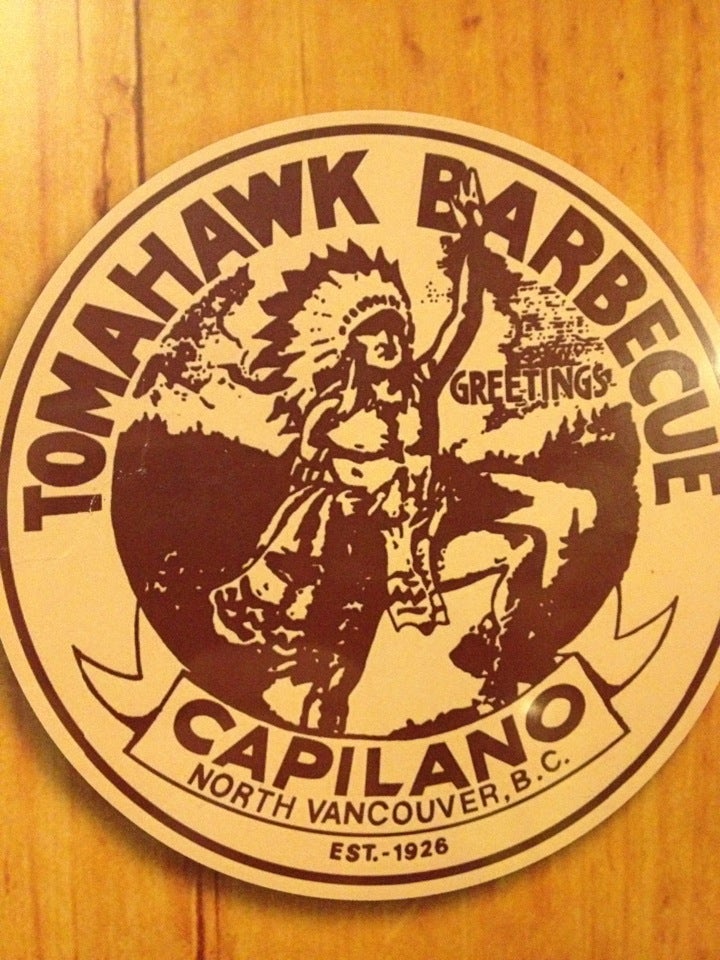 TOMAHAWK BARBECUE
GREETINGS
CAPILANO
NORTH VANCOUVER, B.C.
EST.-1926